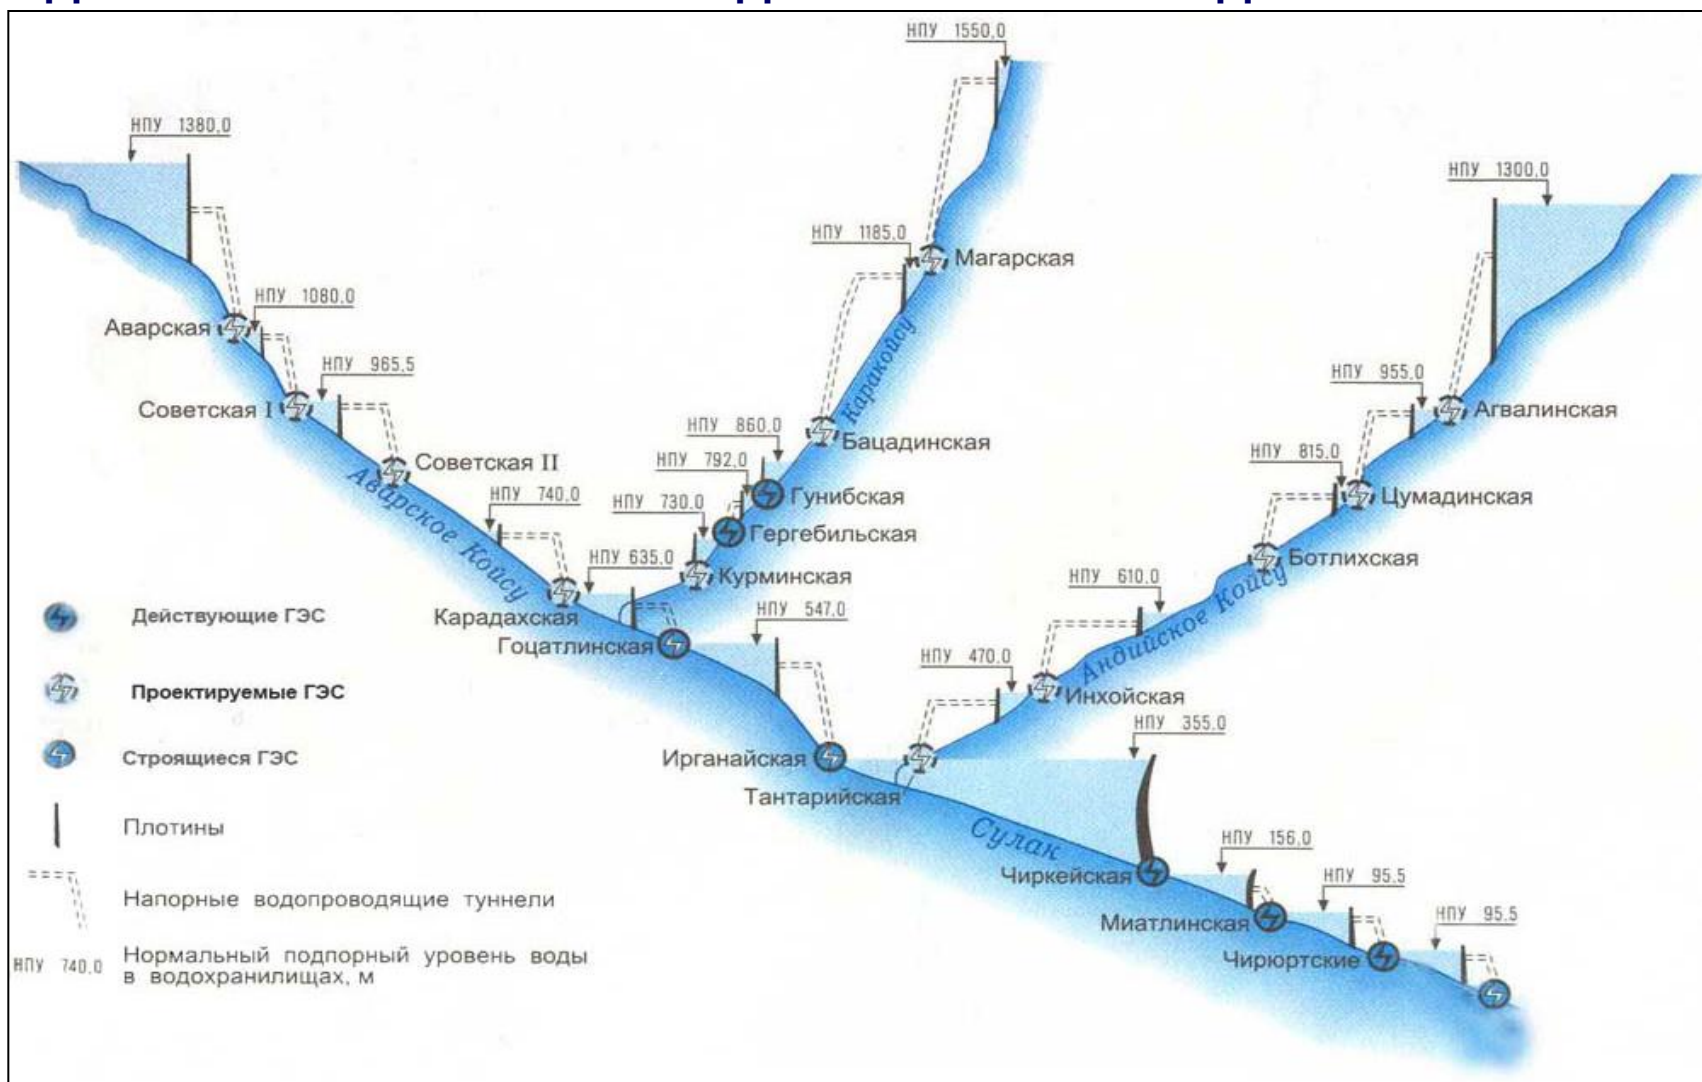 НПУ 1550,0
НПУ 1380,0
НПУ 1300,0
НПУ 1185,0
Магарская
НПУ 1080,0
Аварская
НПУ 965,5
НПУ 955,0
Каракойсу
Советская I
Агвалинская
НПУ 860,0
Бацадинская
НПУ 815,0
Советская II
НПУ 792,0
Аварское Койсу
НПУ 740,0
НПУ 730,0
Гунибская
Цумадинская
Гергебильская
НПУ 635,0
Курминская
Ботлихская
НПУ 610,0
Андийское Койсу
Карадахская
НПУ 547,0
Гоцатлинская
НПУ 470,0
Инхойская
НПУ 355,0
Ирганайская
Тантарийская
Сулак
НПУ 156,0
Чиркейская
НПУ 95.5
Миатлинская
НПУ 95.5
Чирюртские
Действующие ГЭС
Проектируемые ГЭС
Строящиеся ГЭС
Плотины
Напорные водопроводящие туннели
НПУ 740,0
Нормальный подпорный уровень воды
в водохранилищах, м